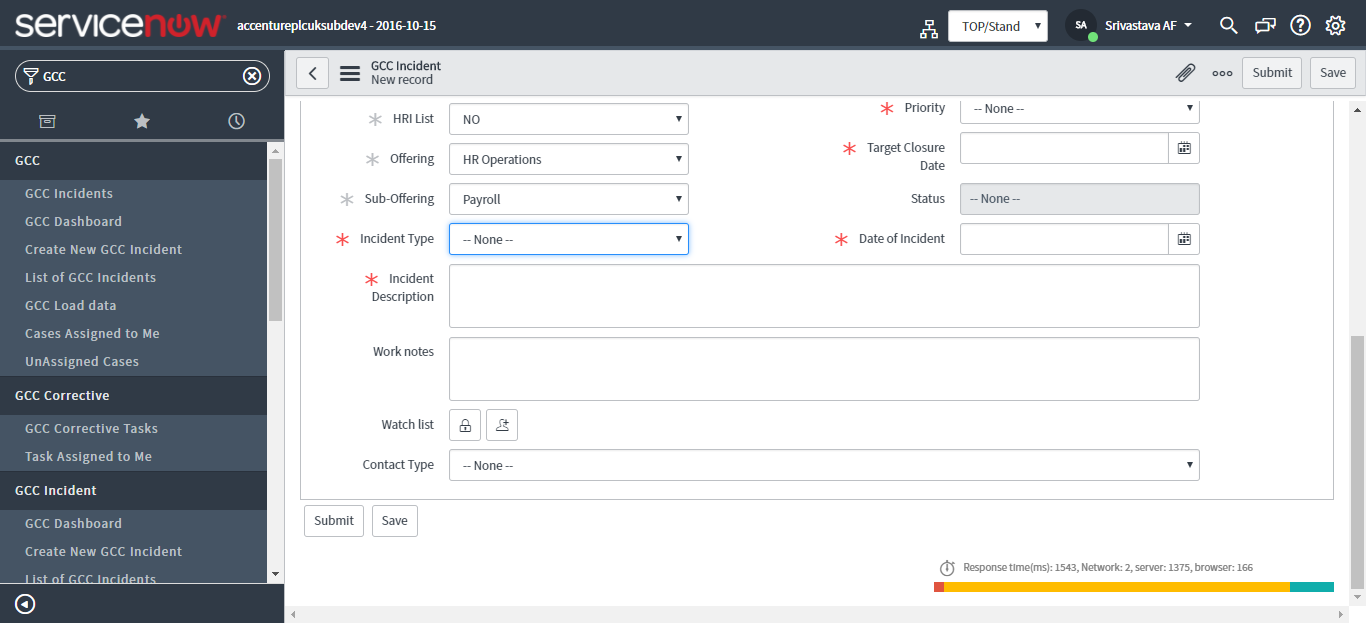 servicenow
accentureplcuksubdev4 - 2016-10-15
TOP/Stand
SA
Srivastava AF
GCC
GCC
GCC Incidents
GCC Dashboard
Create New GCC Incident
List of GCC Incidents
GCC Load data
Cases Assigned to Me
UnAssigned Cases
GCC Corrective
GCC Corrective Tasks
Task Assigned to Me
GCC Incident
GCC Dashboard
Create New GCC Incident
List of GCC Incidents
GCC Incident
New record
Submit
Save
HRI List
NO
Priority
-- None --
Offering
HR Operations
Target Closure
Date
Sub-Offering
Payroll
Status
-- None --
Incident Type
-- None --
Date of Incident
Incident
Description
Work notes
Watch list
Contact Type
-- None --
Submit
Save
Response time(ms): 1543, Network: 2, server: 1375, browser: 166